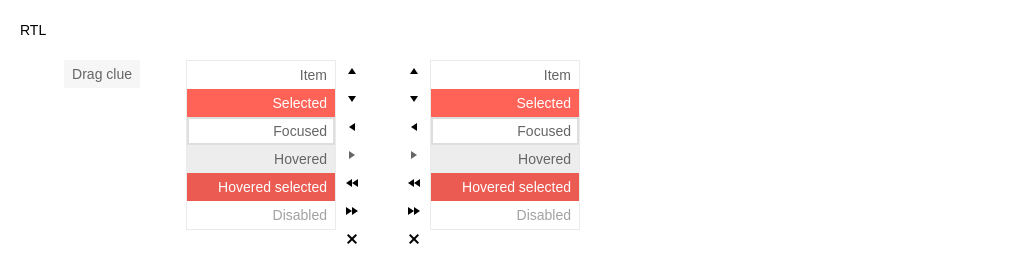 RTL
Drag clue
Item
Selected
Focused
Hovered
Hovered selected
Disabled
Item
Selected
Focused
Hovered
Hovered selected
Disabled